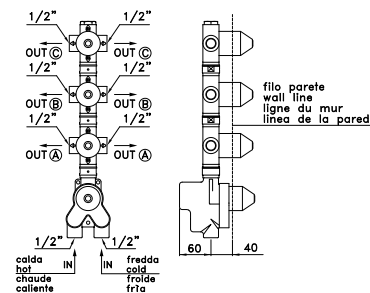 1/2" 1/2"
OUT C OUT C
1/2" 1/2"
OUT B OUT B
1/2" 1/2"
OUT A OUT A
filo parete
wall line
ligne du mur
linea de la pared
1/2" 1/2"
60 40
calda IN IN fredda
hot cold
chaude froide
caliente fría